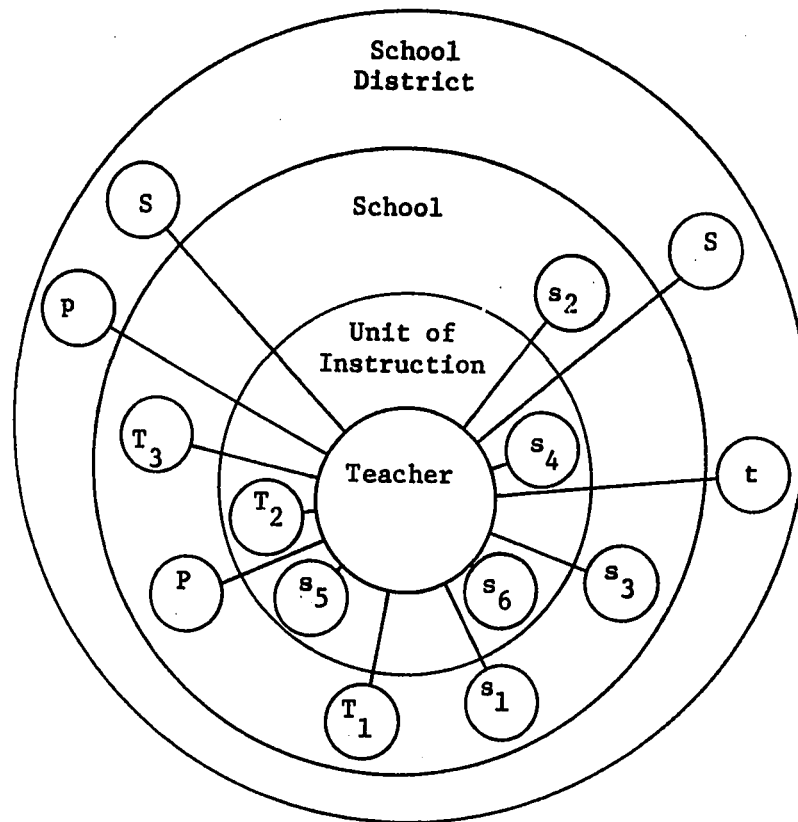 School
District
S
School
S
s2
p
Unit of
Instruction
T3
s4
Teacher
t
T2
P
s5
s6
s3
T1
s1